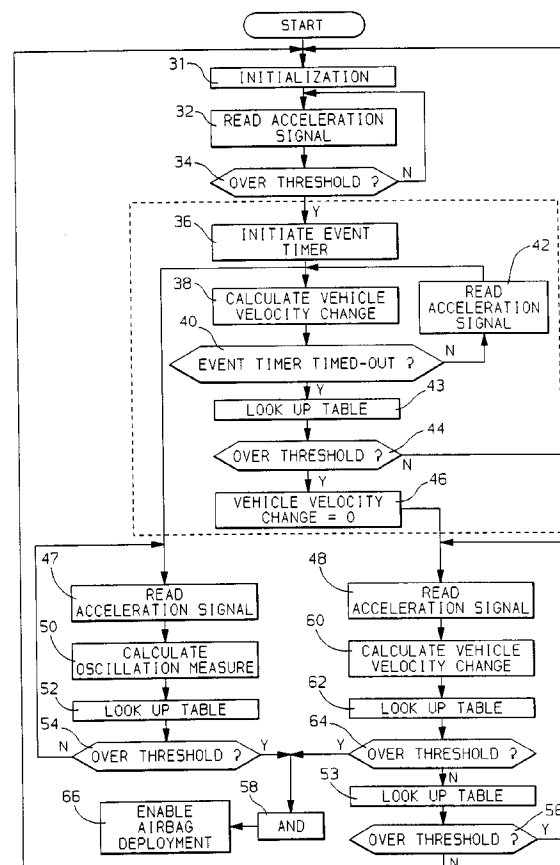 START
31
INITIALIZATION
32
READ ACCELERATION
SIGNAL
34
OVER THRESHOLD ?
N
Y
36
INITIATE EVENT
TIMER
42
READ
ACCELERATION
SIGNAL
38
CALCULATE VEHICLE
VELOCITY CHANGE
40
EVENT TIMER TIMED-OUT ?
N
Y
43
LOOK UP TABLE
44
OVER THRESHOLD ?
N
Y
46
VEHICLE VELOCITY
CHANGE = 0
47
READ
ACCELERATION SIGNAL
48
READ
ACCELERATION SIGNAL
50
CALCULATE
OSCILLATION MEASURE
60
CALCULATE VEHICLE
VELOCITY CHANGE
52
LOOK UP TABLE
62
LOOK UP TABLE
54
N
OVER THRESHOLD ?
Y
64
Y
OVER THRESHOLD ?
N
53
LOOK UP TABLE
66
ENABLE
AIRBAG
DEPLOYMENT
58
AND
56
OVER THRESHOLD ?
Y
N